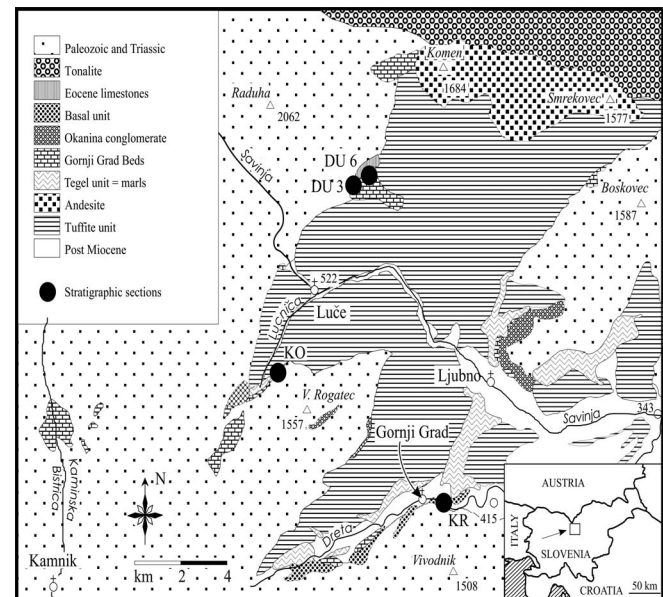 Paleozoic and Triassic
Tonalite
Eocene limestones
Basal unit
Okanina conglomerate
Gornji Grad Beds
Tegel unit = marls
Andesite
Tuffite unit
Post Miocene
Stratigraphic sections
Komen
1684
Smrekovec
1577
Raduha
2062
Savinja
DU 6
DU 3
Boskovec
1587
522
Luče
Lučnica
KO
Ljubno
V. Rogatec
1557
Savinja
343
Gornji Grad
Kamniška
Bistrica
N
Kamnik
km 2 4
Dreta
KR
415
Vivodnik
1508
AUSTRIA
ITALY
SLOVENIA
CROATIA
50 km